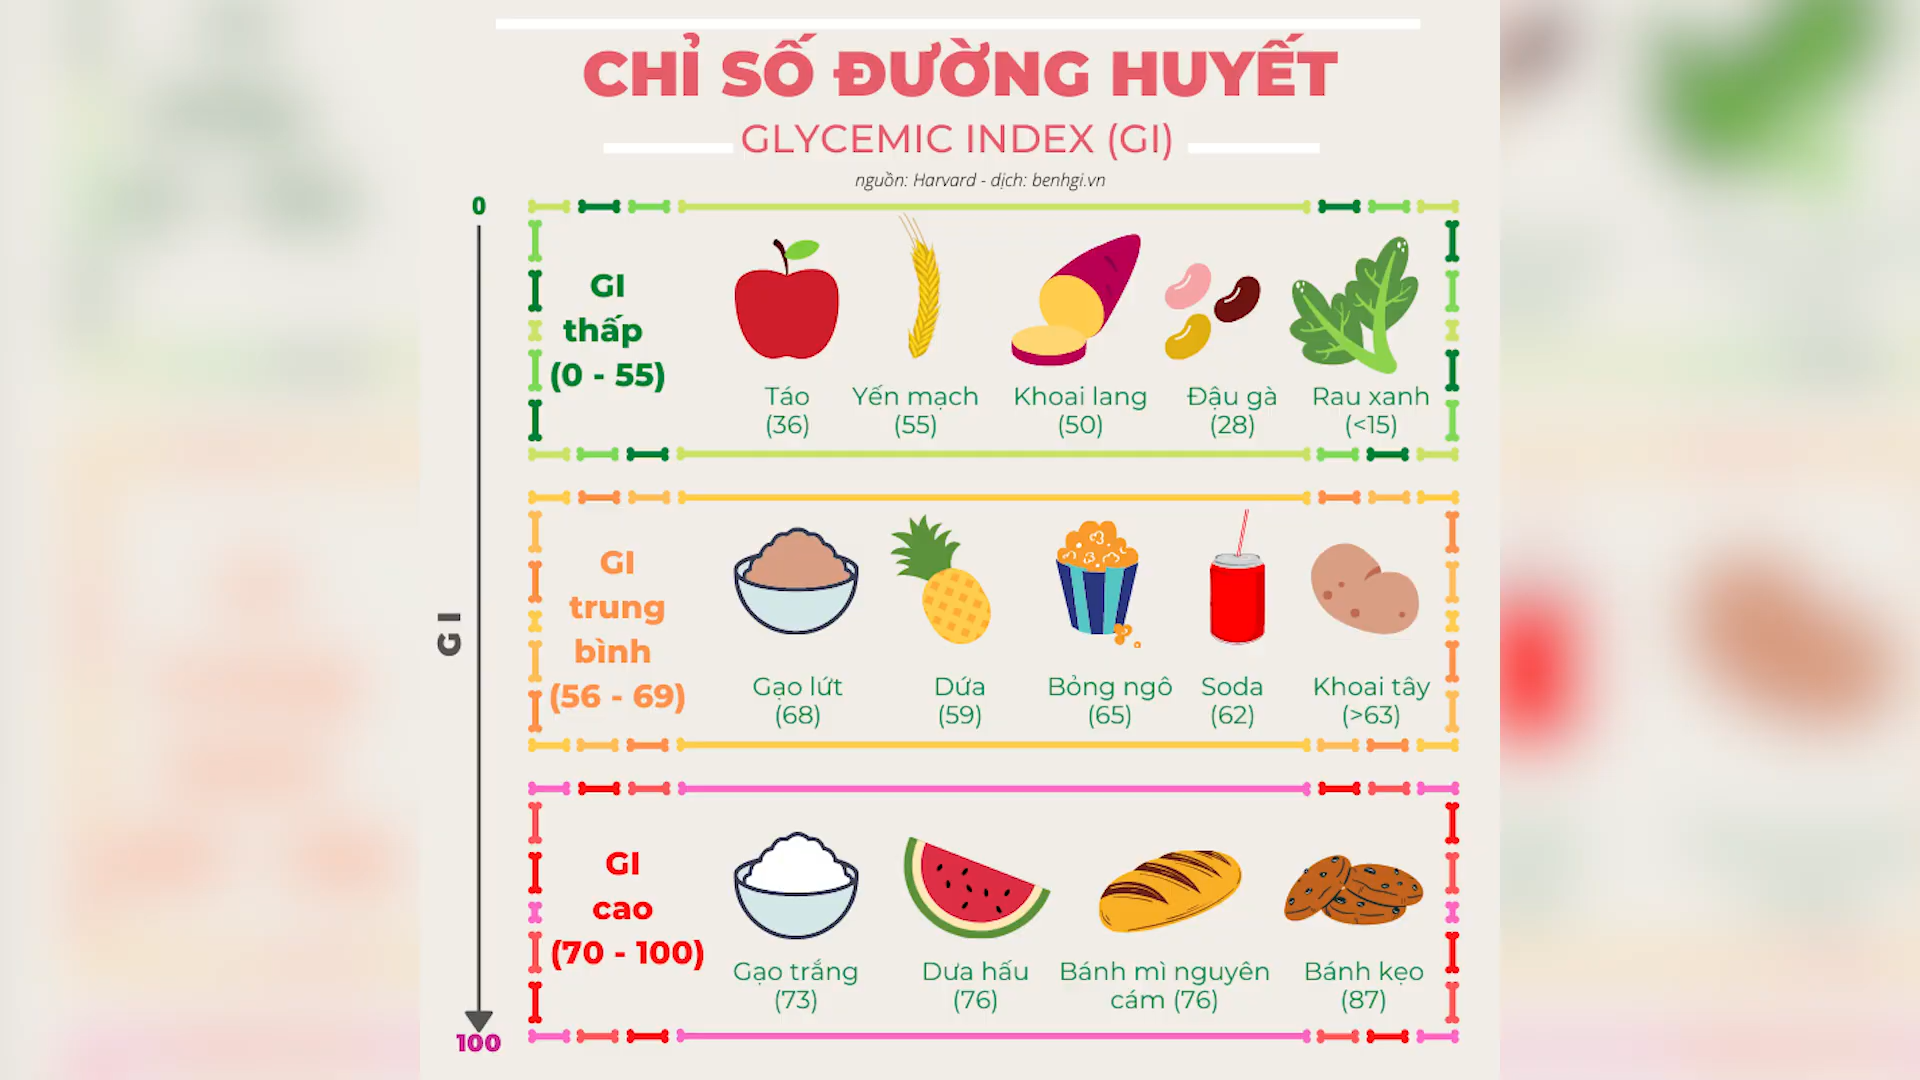 CHỈ SỐ ĐƯỜNG HUYẾT
GLYCEMIC INDEX (GI)
nguồn: Harvard - dịch: benhgi.vn
0
GI
thấp
(0 - 55)
Táo
(36)
Yến mạch
(55)
Khoai lang
(50)
Đậu gà
(28)
Rau xanh
(<15)
GI
GI
trung
bình
(56 - 69)
Gạo lứt
(68)
Dứa
(59)
Bỏng ngô
(65)
Soda
(62)
Khoai tây
(>63)
GI
cao
(70 - 100)
Gạo trắng
(73)
Dưa hấu
(76)
Bánh mì nguyên
cám (76)
Bánh kẹo
(87)
100